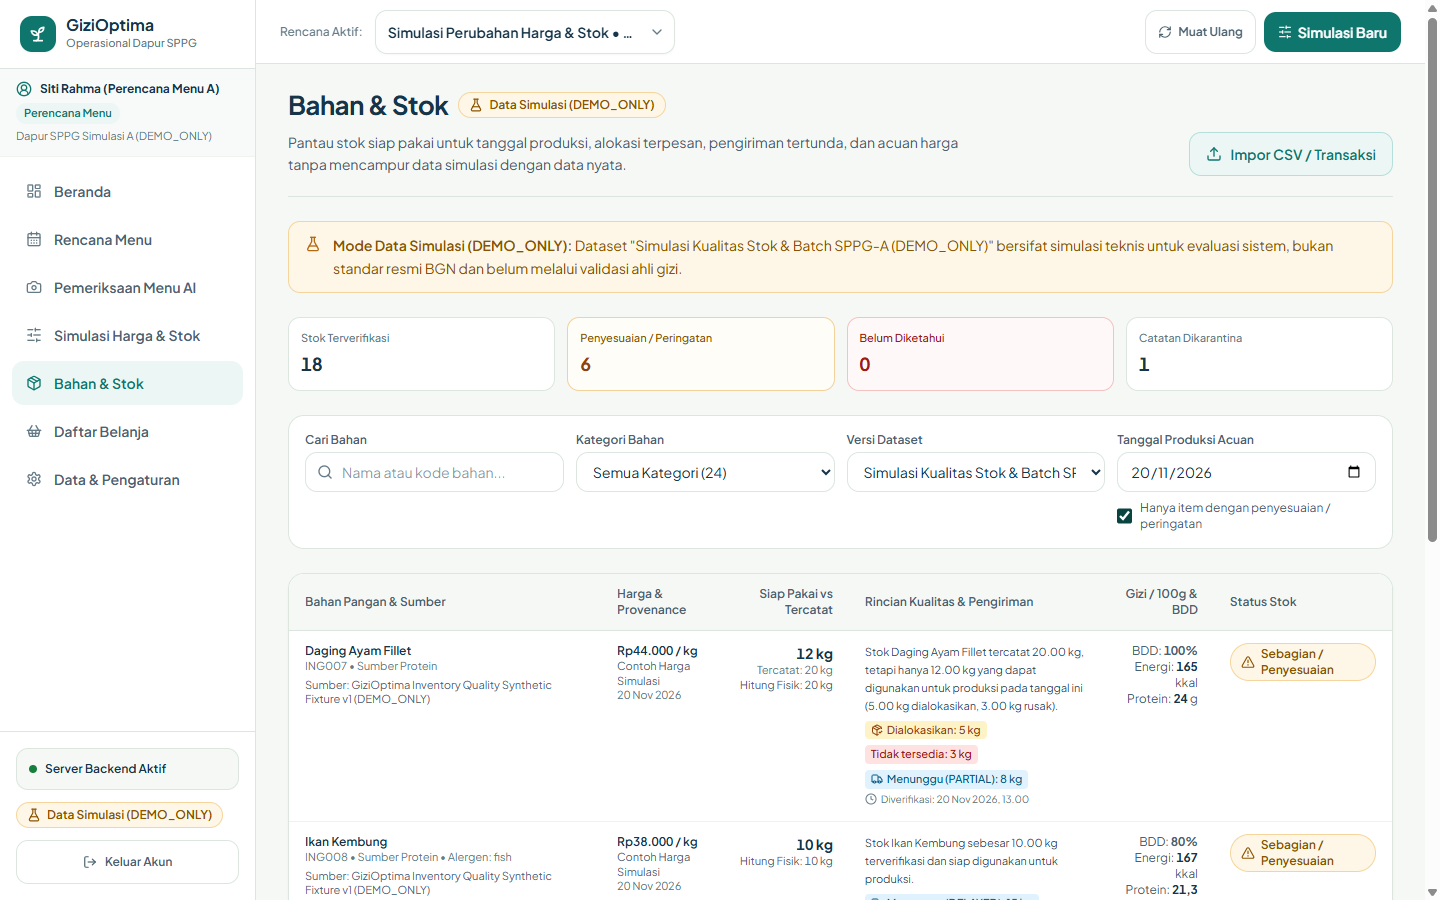 GiziOptima
Operasional Dapur SPPG
Siti Rahma (Perencana Menu A)
Perencana Menu
Dapur SPPG Simulasi A (DEMO_ONLY)
Beranda
Rencana Menu
Pemeriksaan Menu AI
Simulasi Harga & Stok
Bahan & Stok
Daftar Belanja
Data & Pengaturan
Server Backend Aktif
Data Simulasi (DEMO_ONLY)
Keluar Akun
Rencana Aktif:
Simulasi Perubahan Harga & Stok • ...
Muat Ulang
Simulasi Baru
Bahan & Stok
Data Simulasi (DEMO_ONLY)
Pantau stok siap pakai untuk tanggal produksi, alokasi terpesan, pengiriman tertunda, dan acuan harga
tanpa mencampur data simulasi dengan data nyata.
Impor CSV / Transaksi
Mode Data Simulasi (DEMO_ONLY): Dataset "Simulasi Kualitas Stok & Batch SPPG-A (DEMO_ONLY)" bersifat simulasi teknis untuk evaluasi sistem, bukan
standar resmi BGN dan belum melalui validasi ahli gizi.
Stok Terverifikasi
18
Penyesuaian / Peringatan
6
Belum Diketahui
0
Catatan Dikarantina
1
Cari Bahan
Nama atau kode bahan...
Kategori Bahan
Semua Kategori (24)
Versi Dataset
Simulasi Kualitas Stok & Batch SF
Tanggal Produksi Acuan
20/11/2026
Hanya item dengan penyesuaian /
peringatan
Bahan Pangan & Sumber
Harga &
Provenance
Siap Pakai vs
Tercatat
Rincian Kualitas & Pengiriman
Gizi / 100g &
BDD
Status Stok
Daging Ayam Fillet
ING007 • Sumber Protein
Sumber: GiziOptima Inventory Quality Synthetic
Fixture v1 (DEMO_ONLY)
Rp44.000 / kg
Contoh Harga
Simulasi
20 Nov 2026
12 kg
Tercatat: 20 kg
Hitung Fisik: 20 kg
Stok Daging Ayam Fillet tercatat 20.00 kg,
tetapi hanya 12.00 kg yang dapat
digunakan untuk produksi pada tanggal ini
(5.00 kg dialokasikan, 3.00 kg rusak).
Dialokasikan: 5 kg
Tidak tersedia: 3 kg
Menunggu (PARTIAL): 8 kg
Diverifikasi: 20 Nov 2026, 13.00
BDD: 100%
Energi: 165
kkal
Protein: 24 g
Sebagian /
Penyesuaian
Ikan Kembung
ING008 • Sumber Protein • Alergen: fish
Sumber: GiziOptima Inventory Quality Synthetic
Fixture v1 (DEMO_ONLY)
Rp38.000 / kg
Contoh Harga
Simulasi
20 Nov 2026
10 kg
Hitung Fisik: 10 kg
Stok Ikan Kembung sebesar 10.00 kg
terverifikasi dan siap digunakan untuk
produksi.
BDD: 80%
Energi: 167
kkal
Protein: 21,3
Sebagian /
Penyesuaian